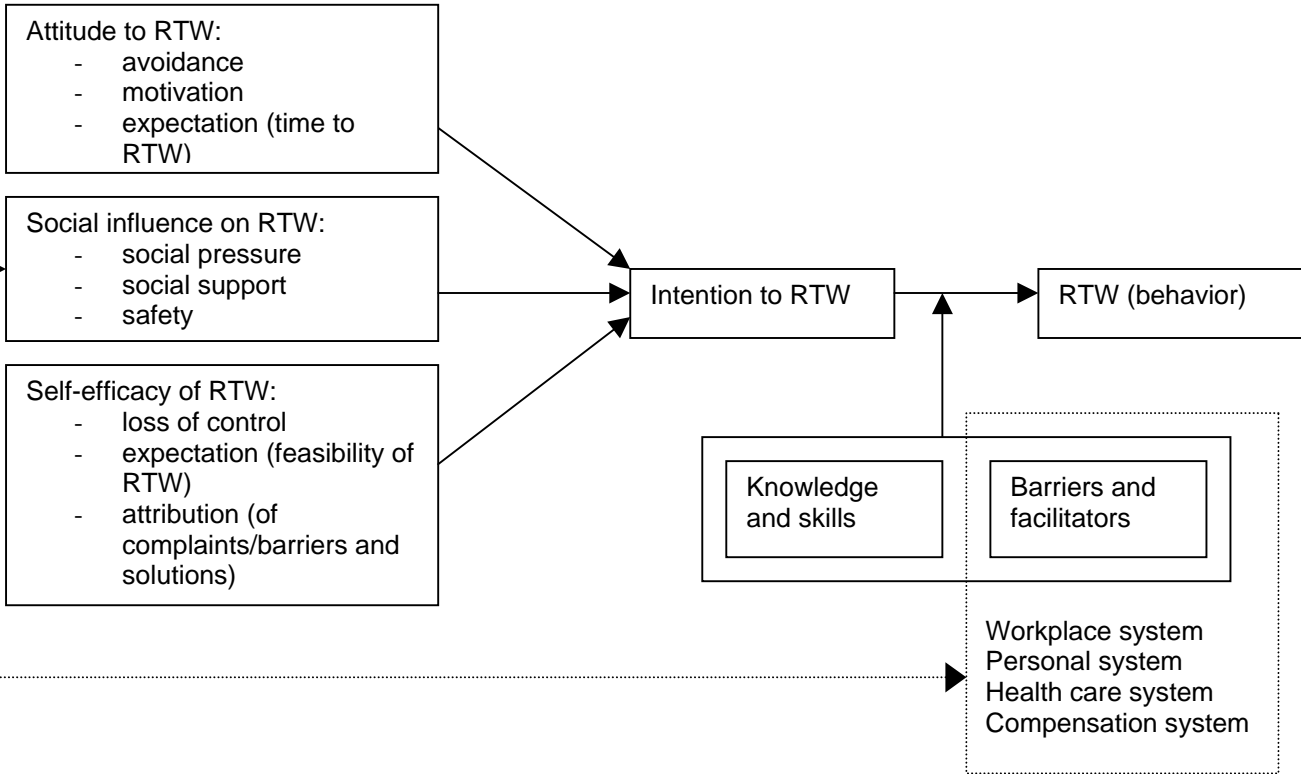 Attitude to RTW:
- avoidance
- motivation
- expectation (time to
RTW)
Social influence on RTW:
- social pressure
- social support
- safety
Self-efficacy of RTW:
- loss of control
- expectation (feasibility of
RTW)
- attribution (of
complaints/barriers and
solutions)
Intention to RTW
RTW (behavior)
Knowledge
and skills
Barriers and
facilitators
Workplace system
Personal system
Health care system
Compensation system